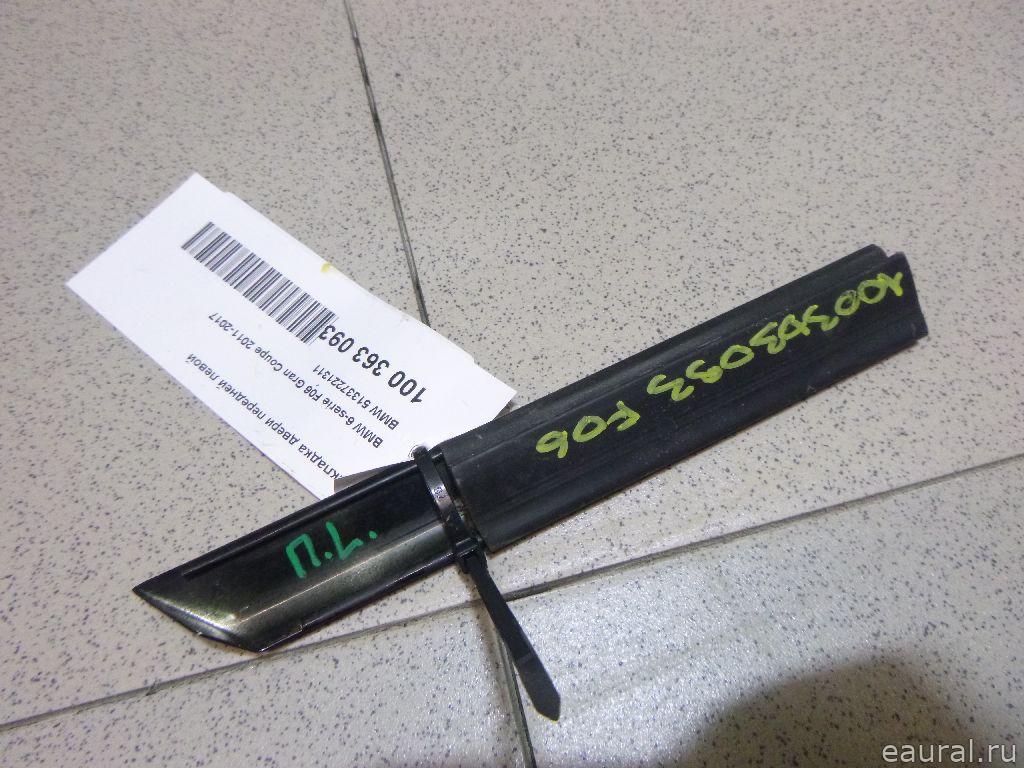 100 363 093
BMW 51337221311
BMW 6-serie F06 Gran Coupe 2011-2017
кладка двери передней левой
100363093 F06
П.L.
eaural.ru